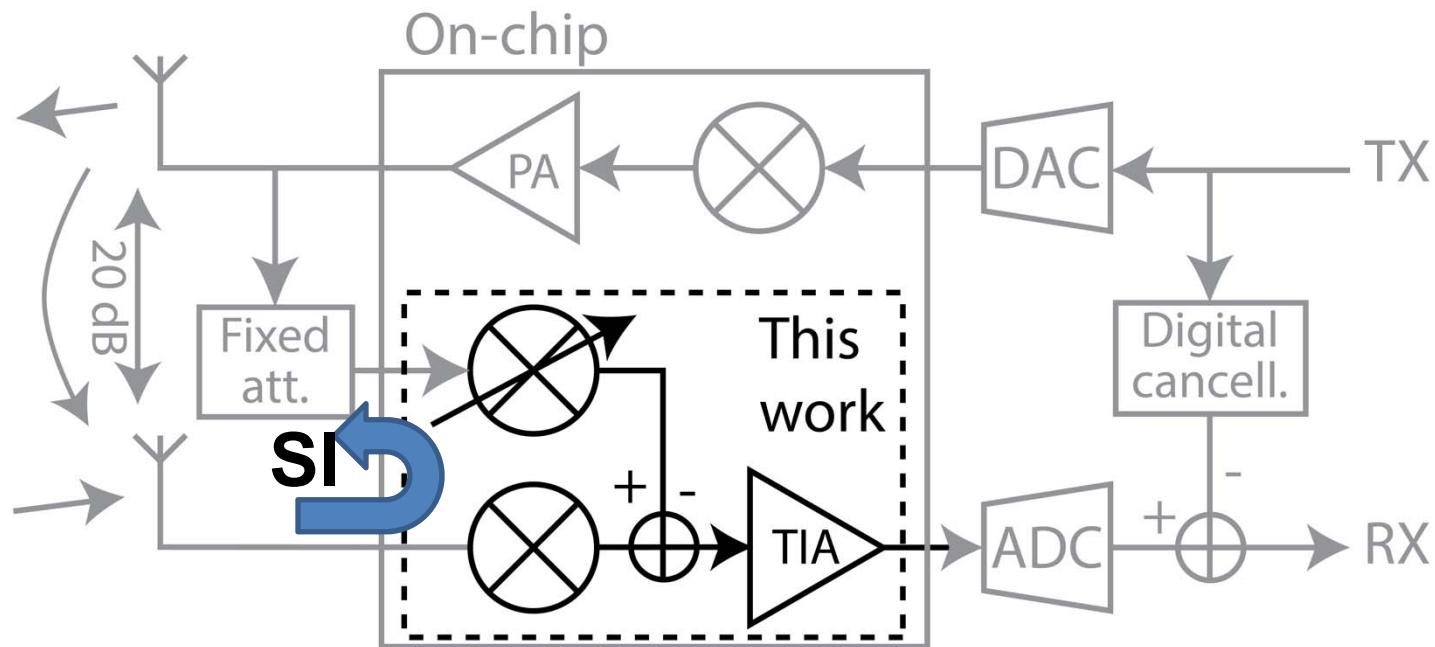 On-chip
PA
DAC
TX
20 dB
Fixed
att.
This
work
Digital
cancell.
SI
+ -
-
+
TIA
ADC
RX